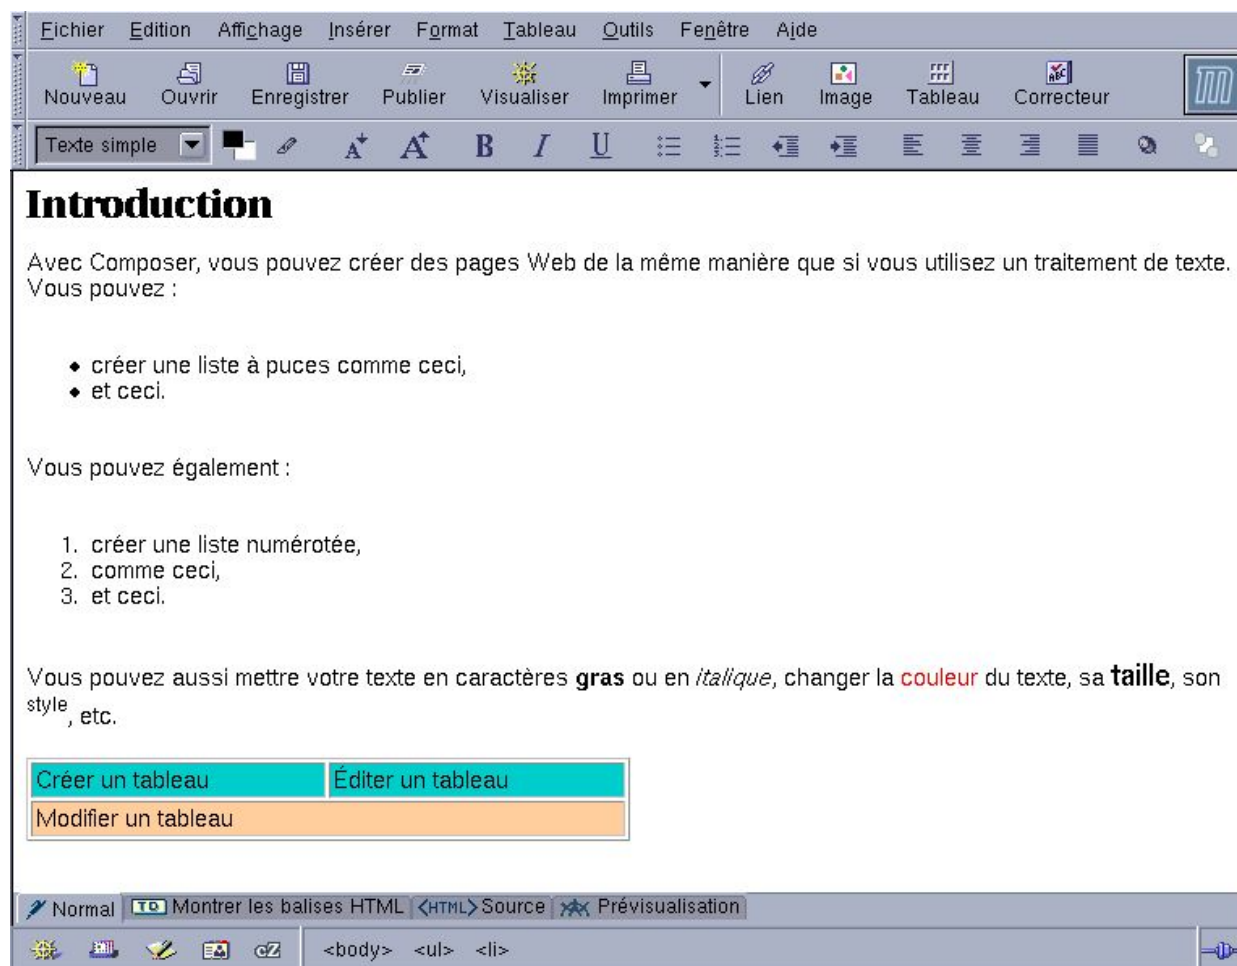 Fichier Edition Affichage Insérer Format Tableau Outils Fenêtre Aide
Nouveau Ouvrir Enregistrer Publier Visualiser Imprimer Lien Image Tableau Correcteur
Texte simple A A B I U
Introduction
Avec Composer, vous pouvez créer des pages Web de la même manière que si vous utilisez un traitement de texte.
Vous pouvez :
créer une liste à puces comme ceci,
et ceci.
Vous pouvez également :
1. créer une liste numérotée,
2. comme ceci,
3. et ceci.
Vous pouvez aussi mettre votre texte en caractères gras ou en italique, changer la couleur du texte, sa taille, son
style, etc.
Créer un tableau Éditer un tableau
Modifier un tableau
Normal TD Montrer les balises HTML <HTML> Source Prévisualisation
<body> <ul> <li>